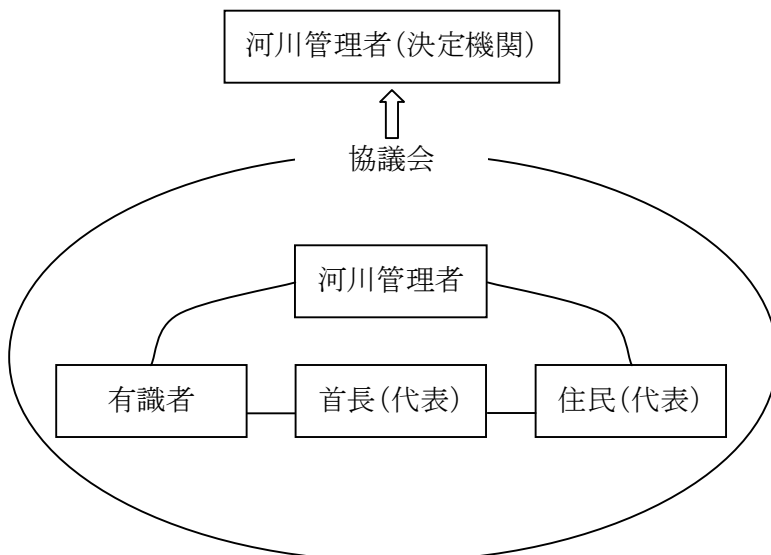 河川管理者(決定機関)
協議会
河川管理者
有識者
首長(代表)
住民(代表)